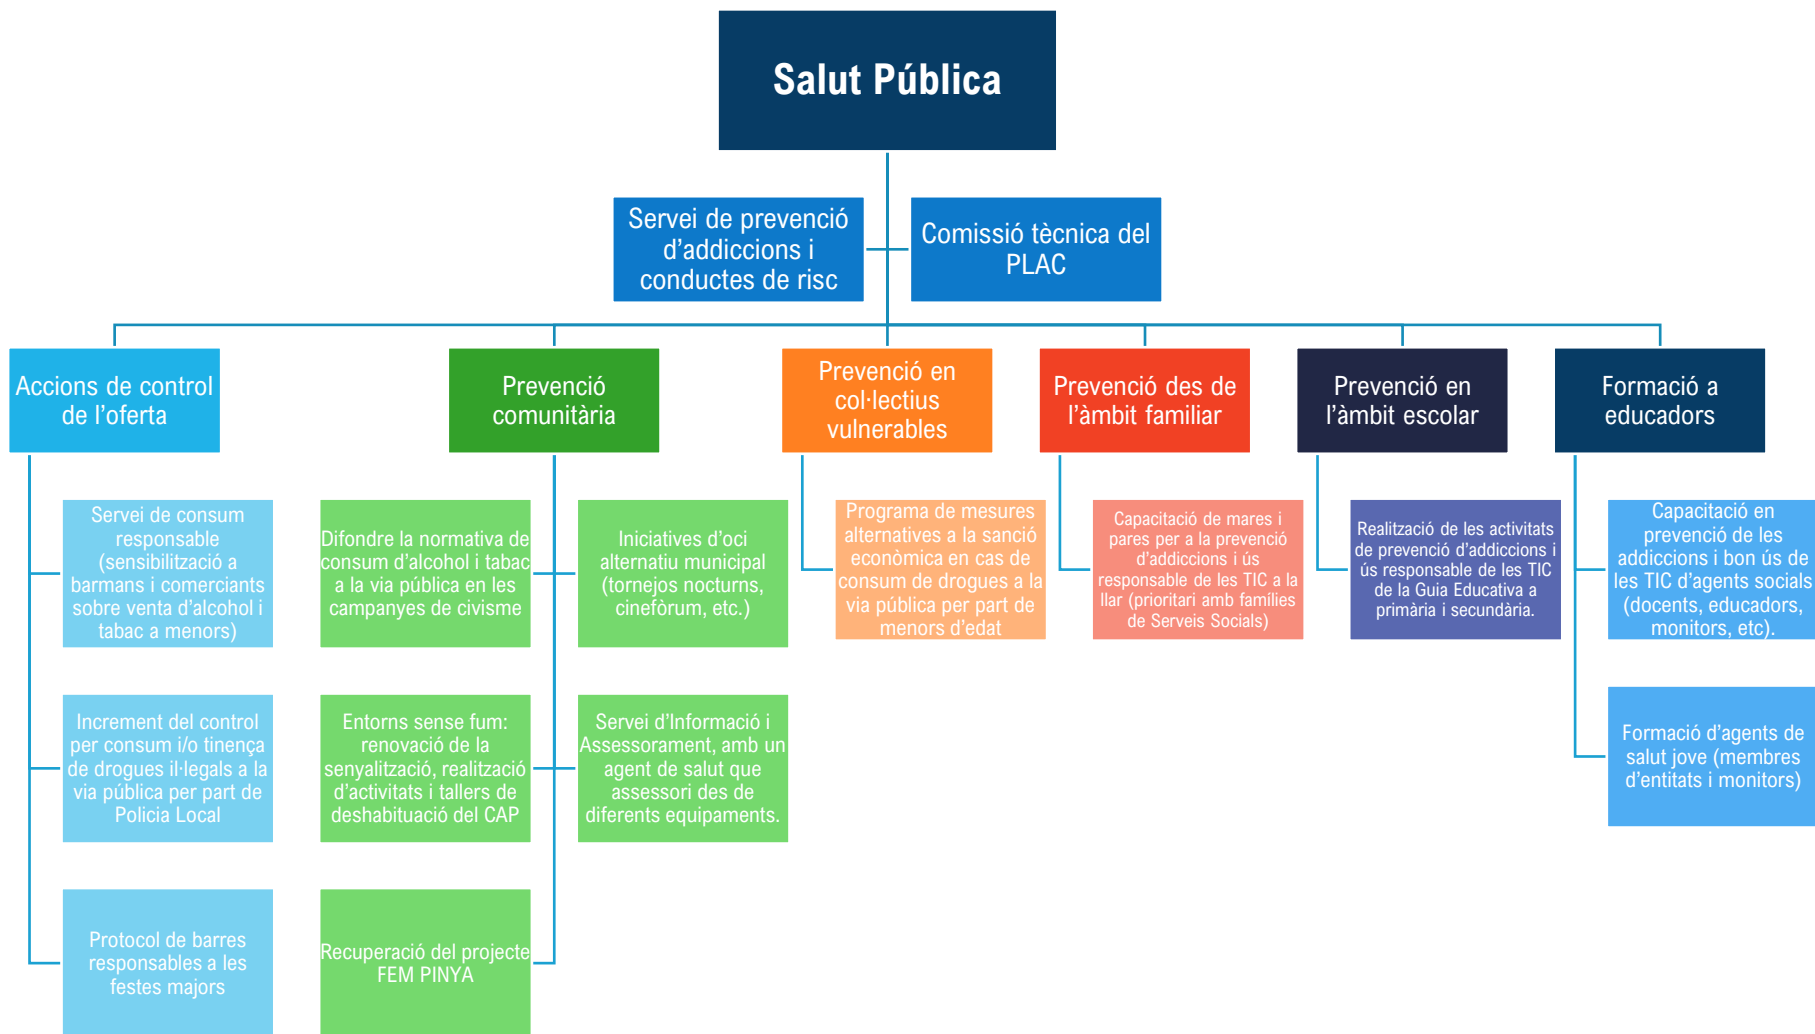 Salut Pública
Servei de prevenció
d'addiccions i
conductes de risc
Comissió tècnica del
PLAC
Accions de control
de l'oferta
Prevenció
comunitària
Prevenció en
col·lectius
vulnerables
Prevenció des de
l'àmbit familiar
Prevenció en
l'àmbit escolar
Formació a
educadors
Servei de consum
responsable
(sensibilització a
barmans i comerciants
sobre venta d'alcohol i
tabac a menors)
Difondre la normativa de
consum d'alcohol i tabac
a la via pública en les
campanyes de civisme
Iniciatives d'oci
alternatiu municipal
(tornejos nocturns,
cinefòrum, etc.)
Programa de mesures
alternatives a la sanció
econòmica en cas de
consum de drogues a la
via pública per part de
menors d'edat
Capacitació de mares i
pares per a la prevenció
d'addiccions i ús
responsable de les TIC a la
llar (prioritari amb famílies
de Serveis Socials)
Realització de les activitats
de prevenció d'addiccions i
ús responsable de les TIC
de la Guia Educativa a
primària i secundària.
Capacitació en
prevenció de les
addiccions i bon ús de
les TIC d'agents socials
(docents, educadors,
monitors, etc).
Increment del control
per consum i/o tinença
de drogues il·legals a la
via pública per part de
Policia Local
Entorns sense fum:
renovació de la
senyalització, realització
d'activitats i tallers de
deshabituació del CAP
Servei d'Informació i
Assessorament, amb un
agent de salut que
assessori des de
diferents equipaments.
Formació d'agents de
salut jove (membres
d'entitats i monitors)
Protocol de barres
responsables a les
festes majors
Recuperació del projecte
FEM PINYA